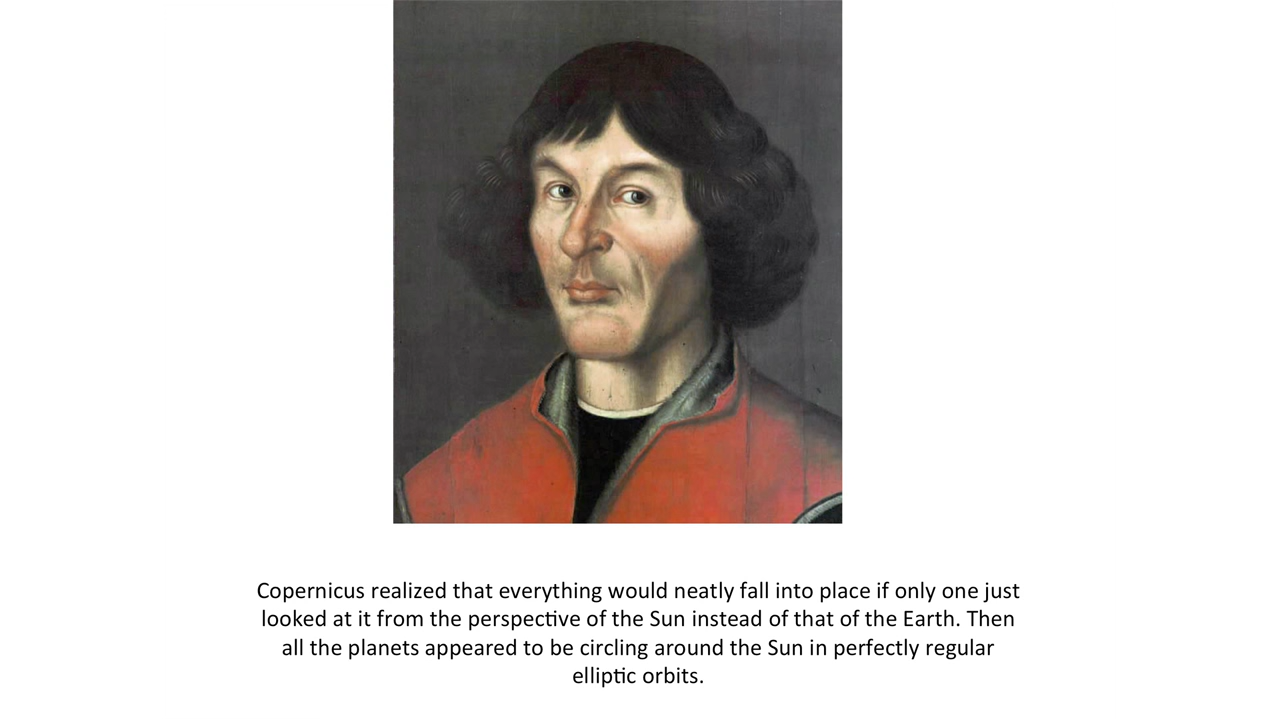 Copernicus realized that everything would neatly fall into place if only one just
looked at it from the perspective of the Sun instead of that of the Earth. Then
all the planets appeared to be circling around the Sun in perfectly regular
elliptic orbits.